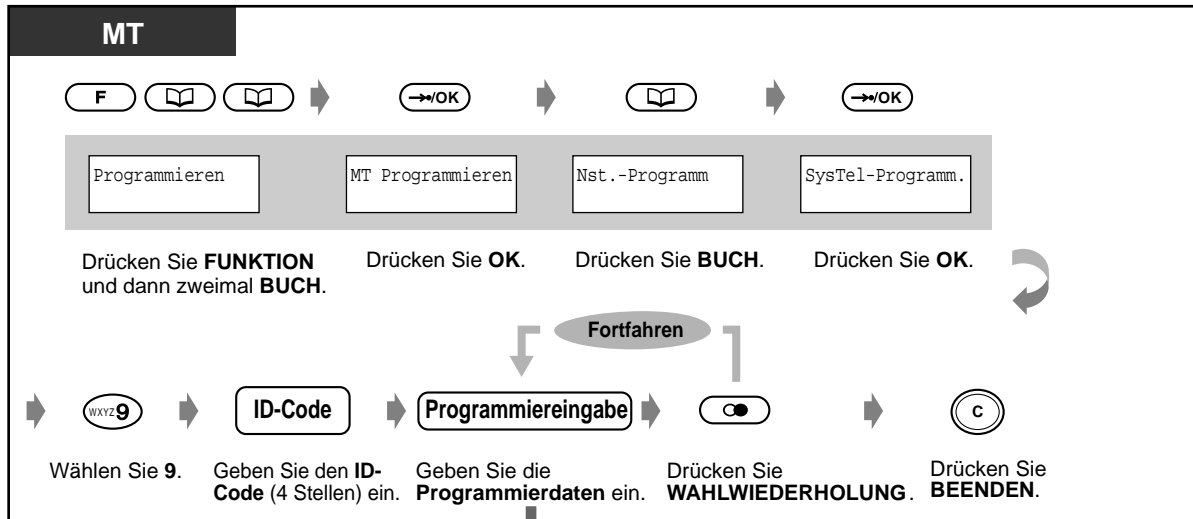 MT
F →•/OK →•/OK
Programmieren MT Programmieren Nst.-Programm SysTel-Programm.
Drücken Sie FUNKTION
und dann zweimal BUCH.
Drücken Sie OK.
Drücken Sie BUCH.
Drücken Sie OK.
Fortfahren
WXYZ9 ID-Code Programmiereingabe C
Wählen Sie 9.
Geben Sie den ID-
Code (4 Stellen) ein.
Geben Sie die
Programmierdaten ein.
Drücken Sie
WAHLWIEDERHOLUNG.
Drücken Sie
BEENDEN.